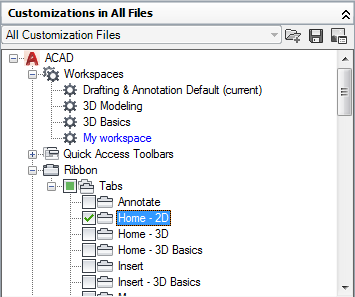 Customizations in All Files
All Customization Files
ACAD
Workspaces
Drafting & Annotation Default (current)
3D Modeling
3D Basics
My workspace
Quick Access Toolbars
Ribbon
Tabs
Annotate
Home - 2D
Home - 3D
Home - 3D Basics
Insert
Insert - 3D Basics